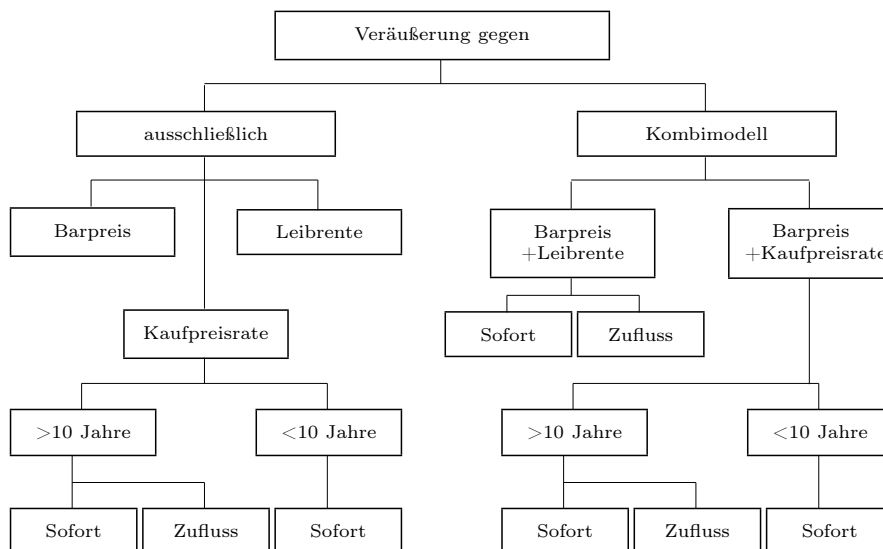 Veräußerung gegen
ausschließlich
Kombimodell
Barpreis
Leibrente
Barpreis
+Leibrente
Barpreis
+Kaufpreisrate
Kaufpreisrate
Sofort
Zufluss
>10 Jahre
<10 Jahre
>10 Jahre
<10 Jahre
Sofort
Zufluss
Sofort
Sofort
Zufluss
Sofort